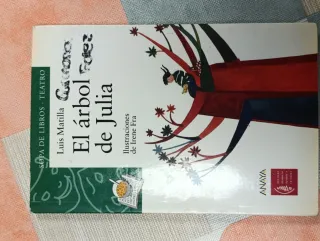 SOPA DE LIBROS · TEATRO
Luis Matilla
El árbol
de Julia
Ilustraciones
de Irene Fra
ANAYA